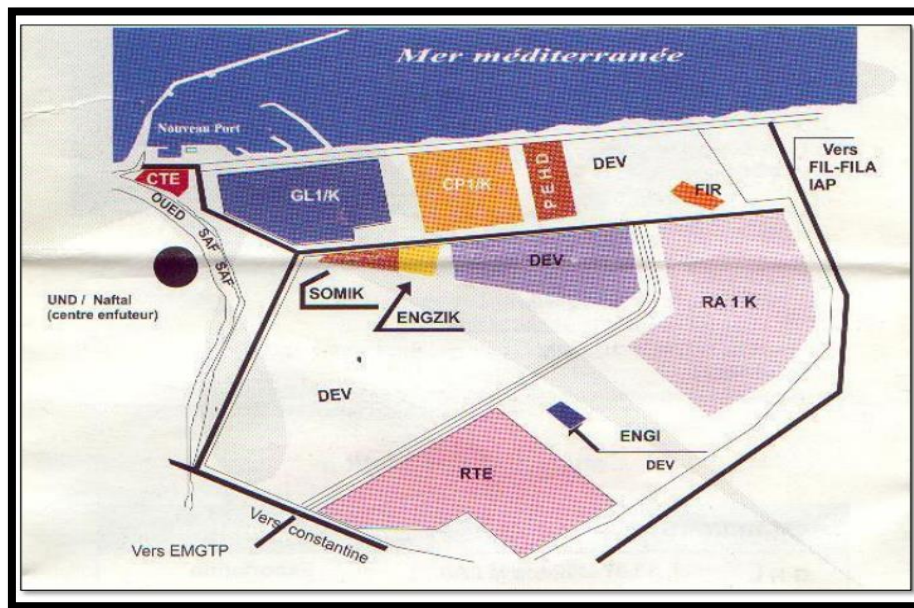 Mer méditerranée
Nouveau Port
Vers
FIL-FILA
IAP
CTE
GL1/K
CP1/K
PEHD
DEV
FIR
OUED SAF SAF
UND / Naftal
(centre enfuteur)
SOMIK
ENGZIK
DEV
RA 1 K
DEV
ENGI
DEV
RTE
Vers constantine
Vers EMGTP